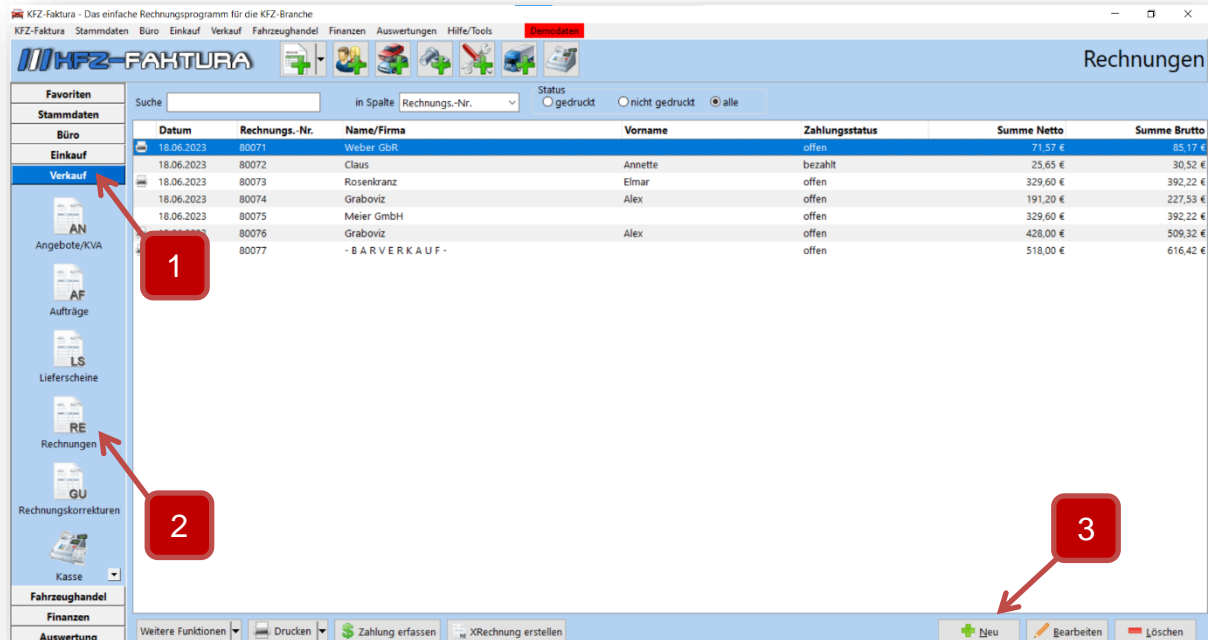 KFZ-Faktura - Das einfache Rechnungsprogramm für die KFZ-Branche
KFZ-Faktura Stammdaten Büro Einkauf Verkauf Fahrzeughandel Finanzen Auswertungen Hilfe/Tools Demodaten
KFZ-FAKTURA
Rechnungen
Favoriten
Stammdaten
Büro
Einkauf
Verkauf
AN
Angebote/KVA
AF
Aufträge
LS
Lieferscheine
RE
Rechnungen
GU
Rechnungskorrekturen
Kasse
Fahrzeughandel
Finanzen
Auswertung
Suche in Spalte Rechnungs.-Nr. Status gedruckt nicht gedruckt alle
Datum Rechnungs.-Nr. Name/Firma Vorname Zahlungsstatus Summe Netto Summe Brutto
18.06.2023 80071 Weber GbR offen 71,57 € 85,17 €
18.06.2023 80072 Claus Annette bezahlt 25,65 € 30,52 €
18.06.2023 80073 Rosenkranz Elmar offen 329,60 € 392,22 €
18.06.2023 80074 Graboviz Alex offen 191,20 € 227,53 €
18.06.2023 80075 Meier GmbH offen 329,60 € 392,22 €
80076 Graboviz Alex offen 428,00 € 509,32 €
80077 - B A R V E R K A U F - offen 518,00 € 616,42 €
1
2
3
Weitere Funktionen Drucken Zahlung erfassen XRechnung erstellen Neu Bearbeiten Löschen